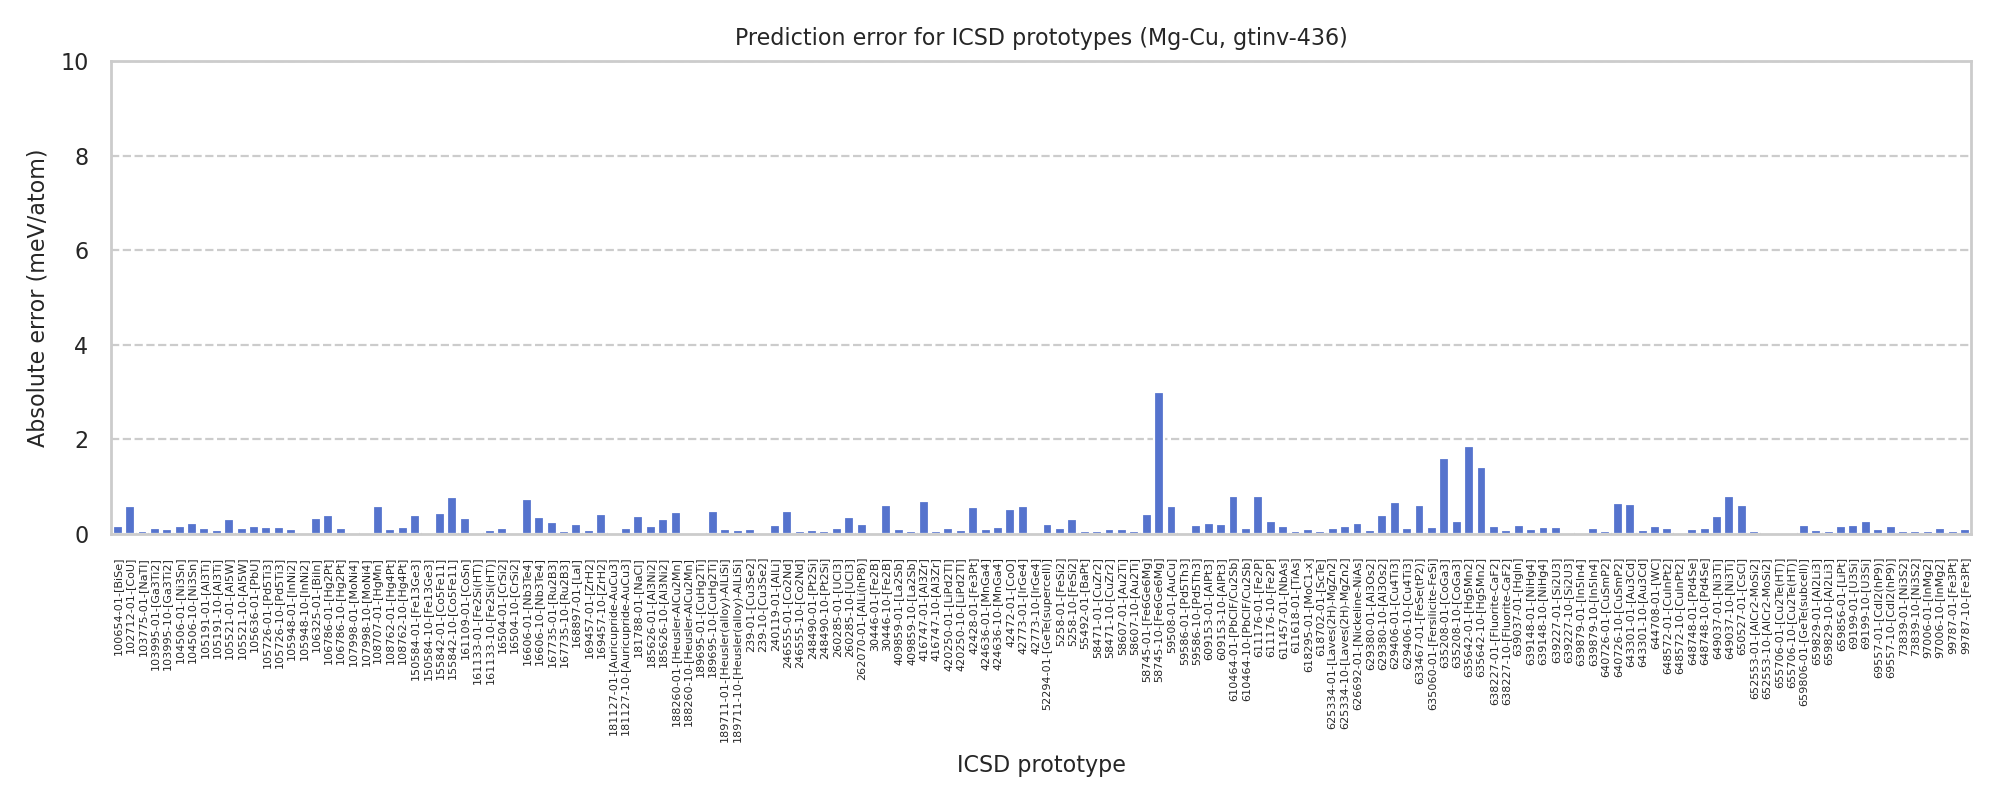 Prediction error for ICSD prototypes (Mg-Cu, gtinv-436)
Absolute error (meV/atom)
10
8
6
4
2
0
100654-01-[BiSe]
102712-01-[CoU]
103775-01-[NaTl]
103995-01-[Ga3Ti2]
103995-10-[Ga3Ti2]
104506-01-[Ni3Sn]
104506-10-[Ni3Sn]
105191-01-[Al3Ti]
105191-10-[Al3Ti]
105521-01-[Al5W]
105521-10-[Al5W]
105636-01-[PbU]
105726-01-[Pd5Ti3]
105726-10-[Pd5Ti3]
105948-01-[InNi2]
105948-10-[InNi2]
106325-01-[BiIn]
106786-01-[Hg2Pt]
106786-10-[Hg2Pt]
107998-01-[MoNi4]
107998-10-[MoNi4]
108707-01-[HgMn]
108762-01-[Hg4Pt]
108762-10-[Hg4Pt]
150584-01-[Fe13Ge3]
150584-10-[Fe13Ge3]
155842-01-[Co5Fe11]
155842-10-[Co5Fe11]
161109-01-[CoSn]
161133-01-[Fe2Si(HT)]
161133-10-[Fe2Si(HT)]
16504-01-[CrSi2]
16504-10-[CrSi2]
16606-01-[Nb3Te4]
16606-10-[Nb3Te4]
167735-01-[Ru2B3]
167735-10-[Ru2B3]
168897-01-[LaI]
169457-01-[ZrH2]
169457-10-[ZrH2]
181127-01-[Auricupride-AuCu3]
181127-10-[Auricupride-AuCu3]
181788-01-[NaCl]
185626-01-[Al3Ni2]
185626-10-[Al3Ni2]
188260-01-[Heusler-AlCu2Mn]
188260-10-[Heusler-AlCu2Mn]
189695-01-[CuHg2Ti]
189695-10-[CuHg2Ti]
189711-01-[Heusler(alloy)-AlLiSi]
189711-10-[Heusler(alloy)-AlLiSi]
239-01-[Cu3Se2]
239-10-[Cu3Se2]
240119-01-[AlLi]
246555-01-[Co2Nd]
246555-10-[Co2Nd]
248490-01-[Pt2Si]
248490-10-[Pt2Si]
260285-01-[UCl3]
260285-10-[UCl3]
262070-01-[AlLi(hP8)]
30446-01-[Fe2B]
30446-10-[Fe2B]
409859-01-[La2Sb]
409859-10-[La2Sb]
416747-01-[Al3Zr]
416747-10-[Al3Zr]
420250-01-[LiPd2Tl]
420250-10-[LiPd2Tl]
42428-01-[Fe3Pt]
424636-01-[MnGa4]
424636-10-[MnGa4]
42472-01-[CoO]
42773-01-[IrGe4]
42773-10-[IrGe4]
52294-01-[GeTe(supercell)]
5258-01-[FeSi2]
5258-10-[FeSi2]
55492-01-[BaPt]
58471-01-[CuZr2]
58471-10-[CuZr2]
58607-01-[Au2Ti]
58607-10-[Au2Ti]
58745-01-[Fe6Ge6Mg]
58745-10-[Fe6Ge6Mg]
59508-01-[AuCu]
59586-01-[Pd5Th3]
59586-10-[Pd5Th3]
609153-01-[AlPt3]
609153-10-[AlPt3]
610464-01-[PbClF/Cu2Sb]
610464-10-[PbClF/Cu2Sb]
611176-01-[Fe2P]
611176-10-[Fe2P]
611457-01-[NbAs]
611618-01-[TiAs]
618295-01-[MoC1-x]
618702-01-[ScTe]
625334-01-[Laves(2H)-MgZn2]
625334-10-[Laves(2H)-MgZn2]
626692-01-[Nickeline-NiAs]
629380-01-[Al3Os2]
629380-10-[Al3Os2]
629406-01-[Cu4Ti3]
629406-10-[Cu4Ti3]
633467-01-[FeSe(tP2)]
635060-01-[Fersilicite-FeSi]
635208-01-[CoGa3]
635208-10-[CoGa3]
635642-01-[Hg5Mn2]
635642-10-[Hg5Mn2]
638227-01-[Fluorite-CaF2]
638227-10-[Fluorite-CaF2]
639037-01-[HgIn]
639148-01-[NiHg4]
639148-10-[NiHg4]
639227-01-[Si2U3]
639227-10-[Si2U3]
639879-01-[In5In4]
639879-10-[In5In4]
640726-01-[CuSmP2]
640726-10-[CuSmP2]
643301-01-[Au3Cd]
643301-10-[Au3Cd]
644708-01-[WC]
648572-01-[CuInPt2]
648572-10-[CuInPt2]
648748-01-[Pd4Se]
648748-10-[Pd4Se]
649037-01-[Ni3Ti]
649037-10-[Ni3Ti]
650527-01-[CsCl]
652553-01-[AlCr2-MoSi2]
652553-10-[AlCr2-MoSi2]
655706-01-[Cu2Te(HT)]
655706-10-[Cu2Te(HT)]
659806-01-[GeTe(subcell)]
659829-01-[Al2Li3]
659829-10-[Al2Li3]
659856-01-[LiPt]
69199-01-[U3Si]
69199-10-[U3Si]
69557-01-[CdI2(hP9)]
69557-10-[CdI2(hP9)]
73839-01-[Ni3S2]
73839-10-[Ni3S2]
97006-01-[InMg2]
97006-10-[InMg2]
99787-01-[Fe3Pt]
99787-10-[Fe3Pt]
ICSD prototype